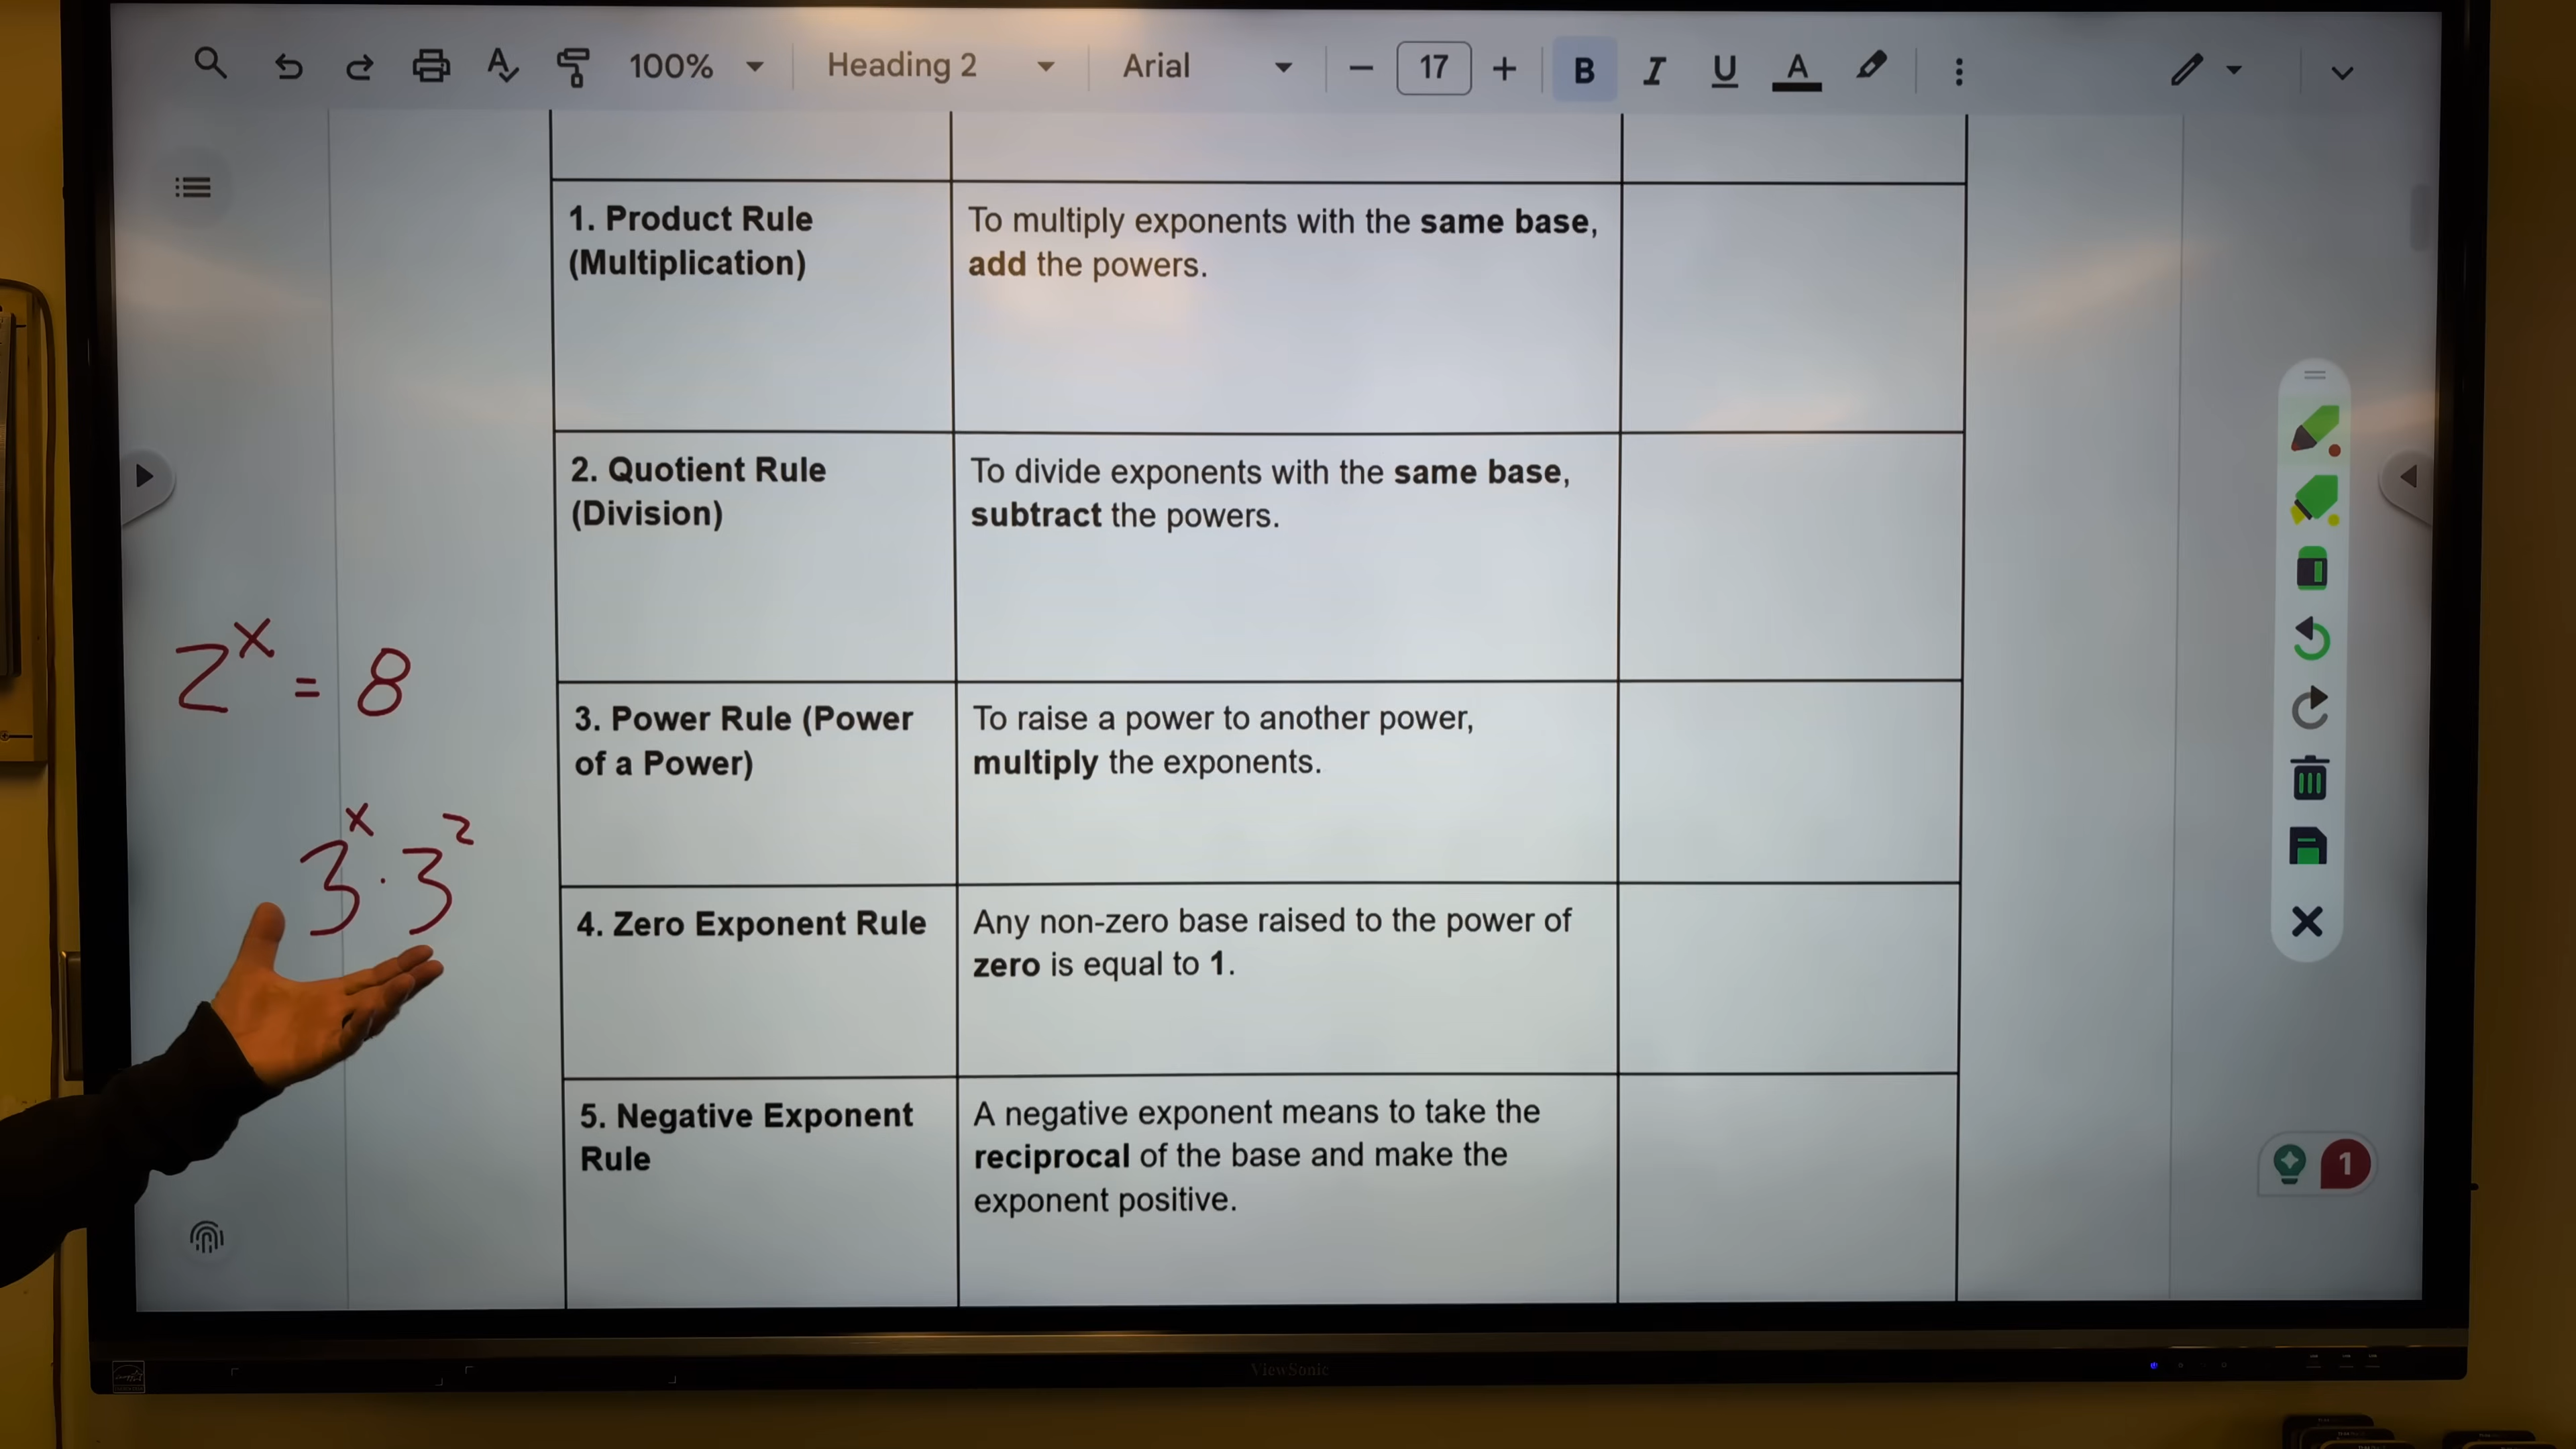 100% Heading 2 Arial − 17 + B I U A
1. Product Rule
(Multiplication)
To multiply exponents with the same base,
add the powers.
2. Quotient Rule
(Division)
To divide exponents with the same base,
subtract the powers.
2ˣ = 8
3. Power Rule (Power
of a Power)
To raise a power to another power,
multiply the exponents.
3ˣ · 3²
4. Zero Exponent Rule
Any non-zero base raised to the power of
zero is equal to 1.
5. Negative Exponent
Rule
A negative exponent means to take the
reciprocal of the base and make the
exponent positive.
1
ViewSonic